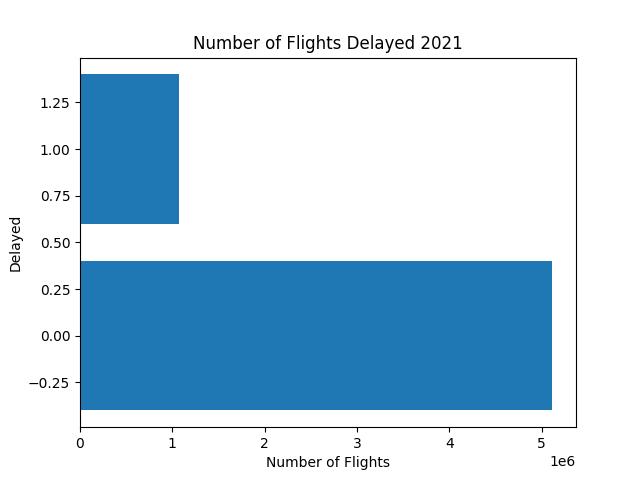 Number of Flights Delayed 2021
1.25
1.00
0.75
0.50
0.25
0.00
−0.25
Delayed
0 1 2 3 4 5
1e6
Number of Flights